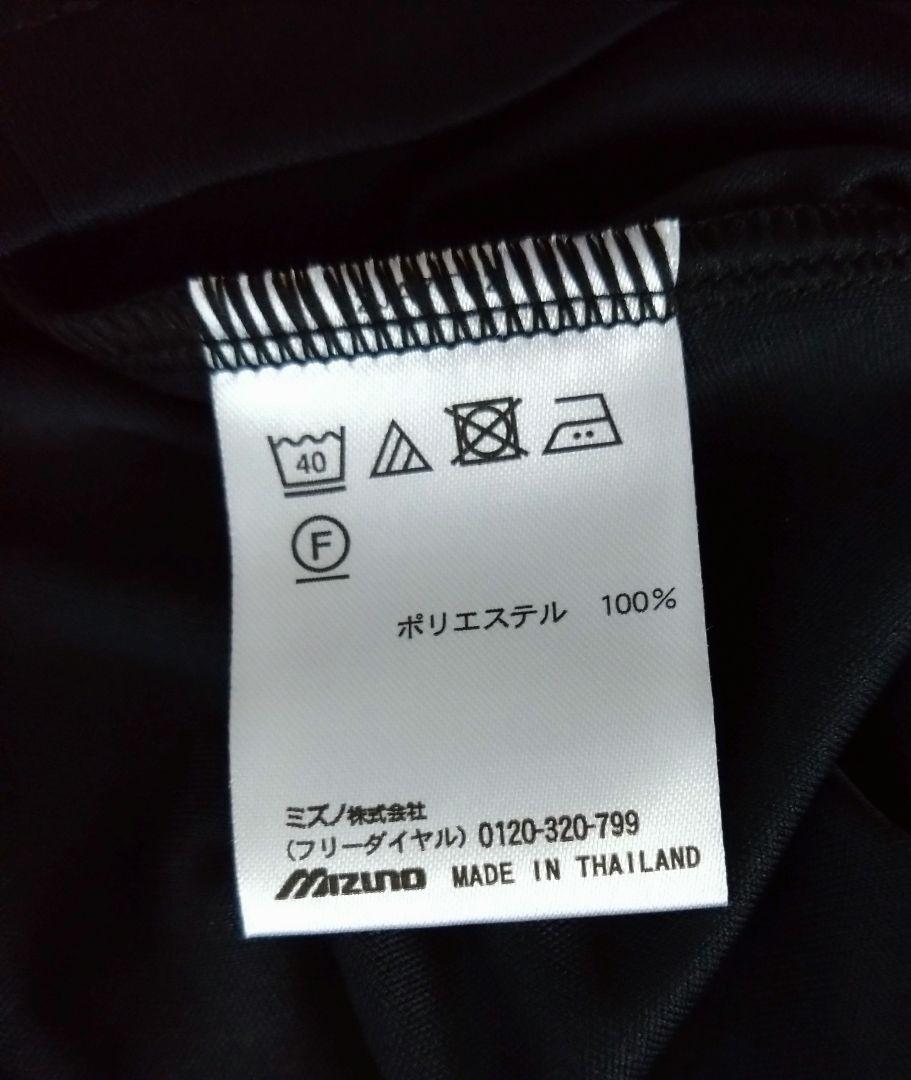 40
F
ポリエステル 100%
ミズノ株式会社
(フリーダイヤル) 0120-320-799
MIZUNO MADE IN THAILAND